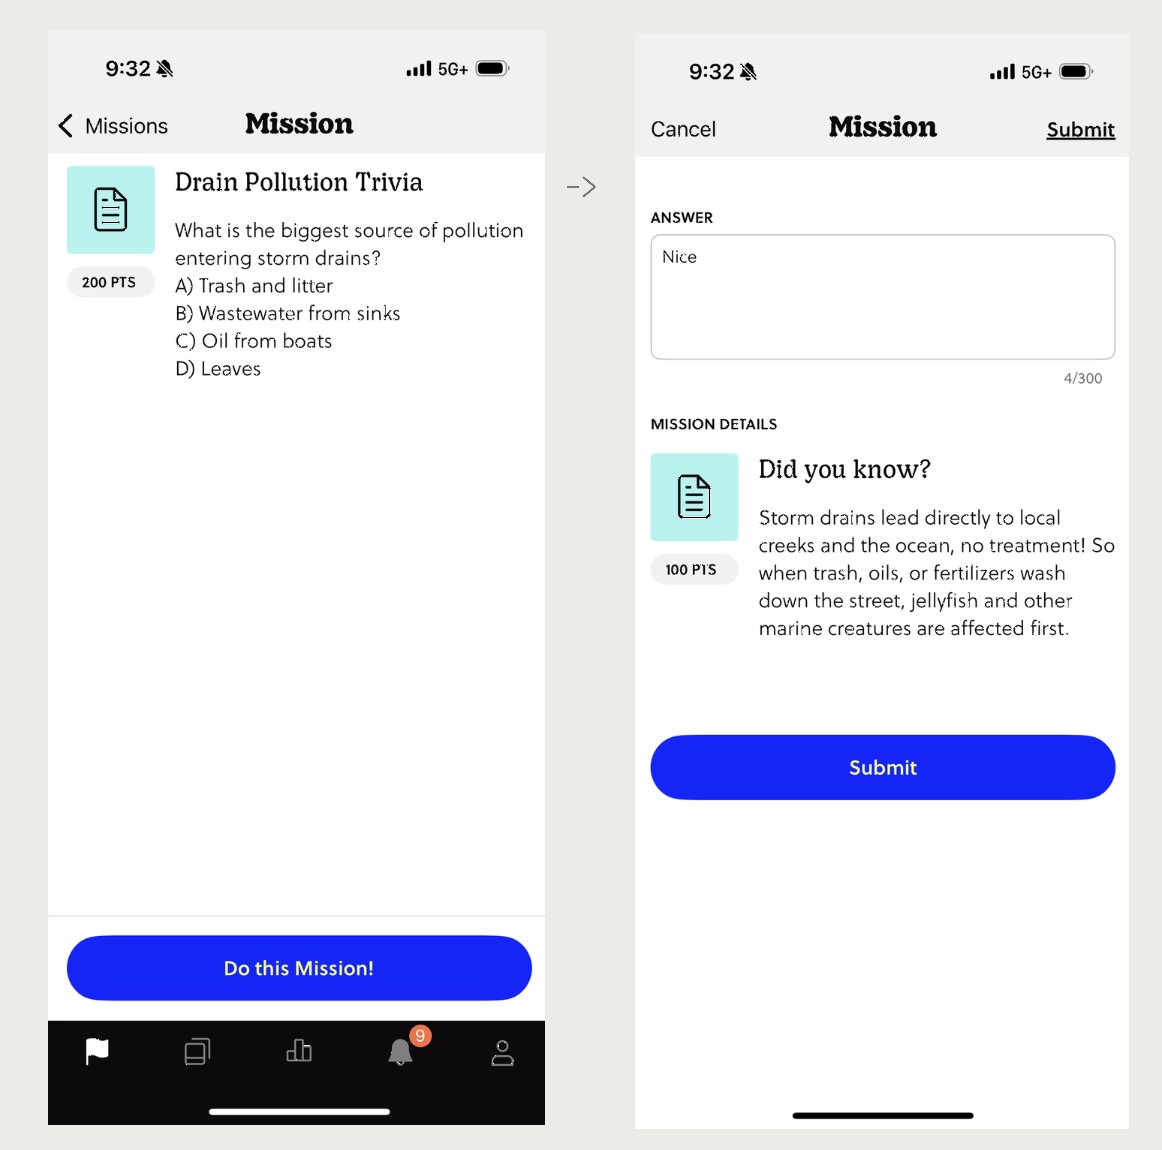 9:32
5G+
Missions
Mission
Drain Pollution Trivia
What is the biggest source of pollution
entering storm drains?
A) Trash and litter
B) Wastewater from sinks
C) Oil from boats
D) Leaves
200 PTS
Do this Mission!
9
->
9:32
5G+
Cancel
Mission
Submit
ANSWER
Nice
4/300
MISSION DETAILS
Did you know?
Storm drains lead directly to local
creeks and the ocean, no treatment! So
when trash, oils, or fertilizers wash
down the street, jellyfish and other
marine creatures are affected first.
100 PTS
Submit